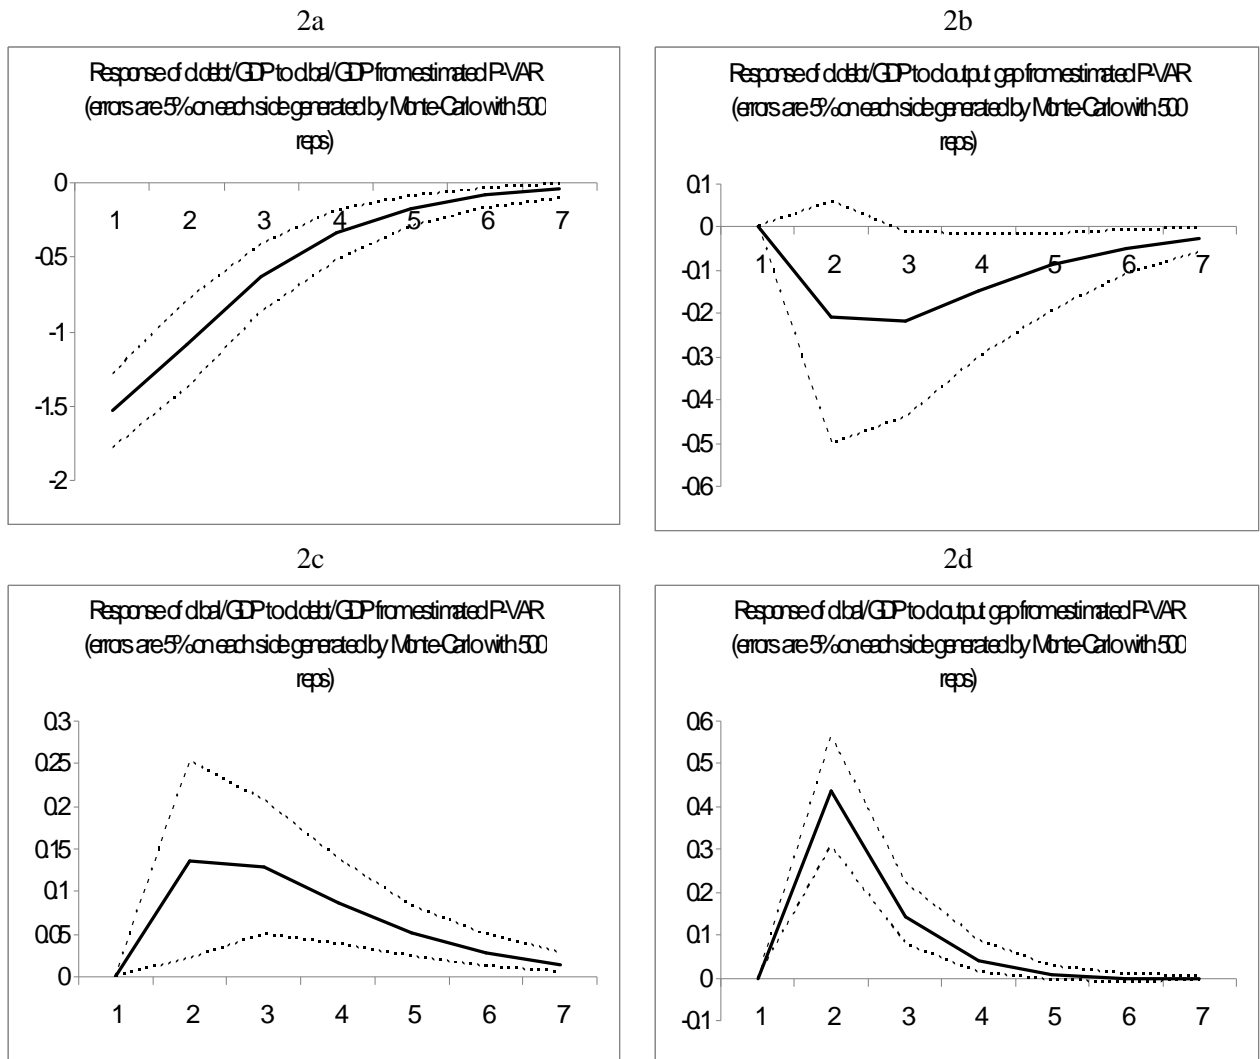 2a
Response of d.debt/GDP to d.bal/GDP from estimated P-VAR
(errors are 5% on each side generated by Monte-Carlo with 500
reps)
0
-0.5
-1
-1.5
-2
1 2 3 4 5 6 7
2b
Response of d.debt/GDP to d.output gap from estimated P-VAR
(errors are 5% on each side generated by Monte-Carlo with 500
reps)
0.1
0
-0.1
-0.2
-0.3
-0.4
-0.5
-0.6
1 2 3 4 5 6 7
2c
Response of d.bal/GDP to d.debt/GDP from estimated P-VAR
(errors are 5% on each side generated by Monte-Carlo with 500
reps)
0.3
0.25
0.2
0.15
0.1
0.05
0
1 2 3 4 5 6 7
2d
Response of d.bal/GDP to d.output gap from estimated P-VAR
(errors are 5% on each side generated by Monte-Carlo with 500
reps)
0.6
0.5
0.4
0.3
0.2
0.1
0
-0.1
1 2 3 4 5 6 7